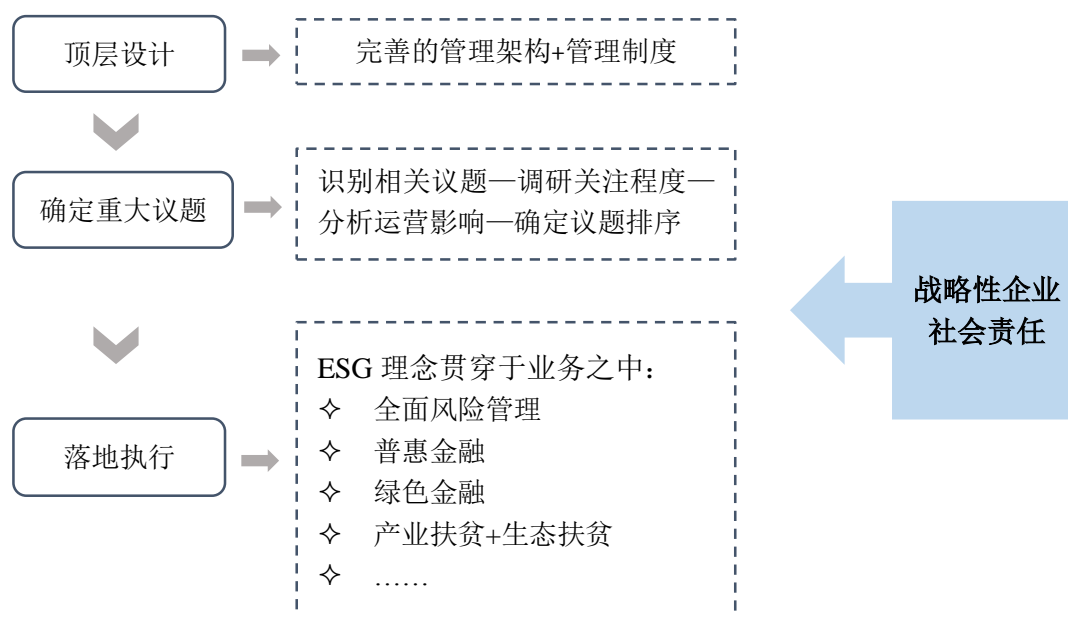 顶层设计
完善的管理架构+管理制度
确定重大议题
识别相关议题—调研关注程度—
分析运营影响—确定议题排序
战略性企业
社会责任
落地执行
ESG 理念贯穿于业务之中：
✧ 全面风险管理
✧ 普惠金融
✧ 绿色金融
✧ 产业扶贫+生态扶贫
✧ ……